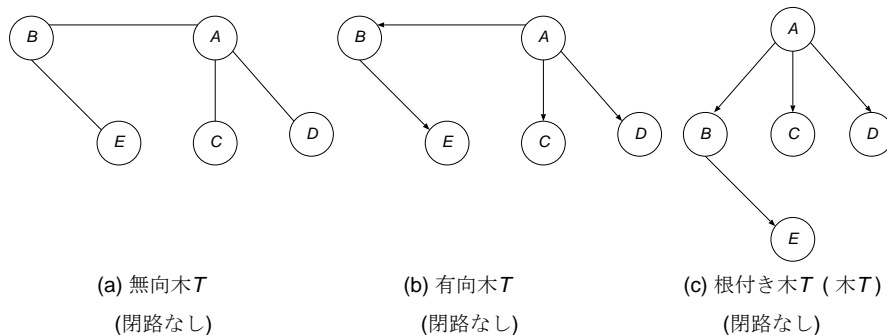 B A B A A
E C D E C D B C D
E
(a) 無向木T (b) 有向木T (c) 根付き木T ( 木T )
(閉路なし) (閉路なし) (閉路なし)